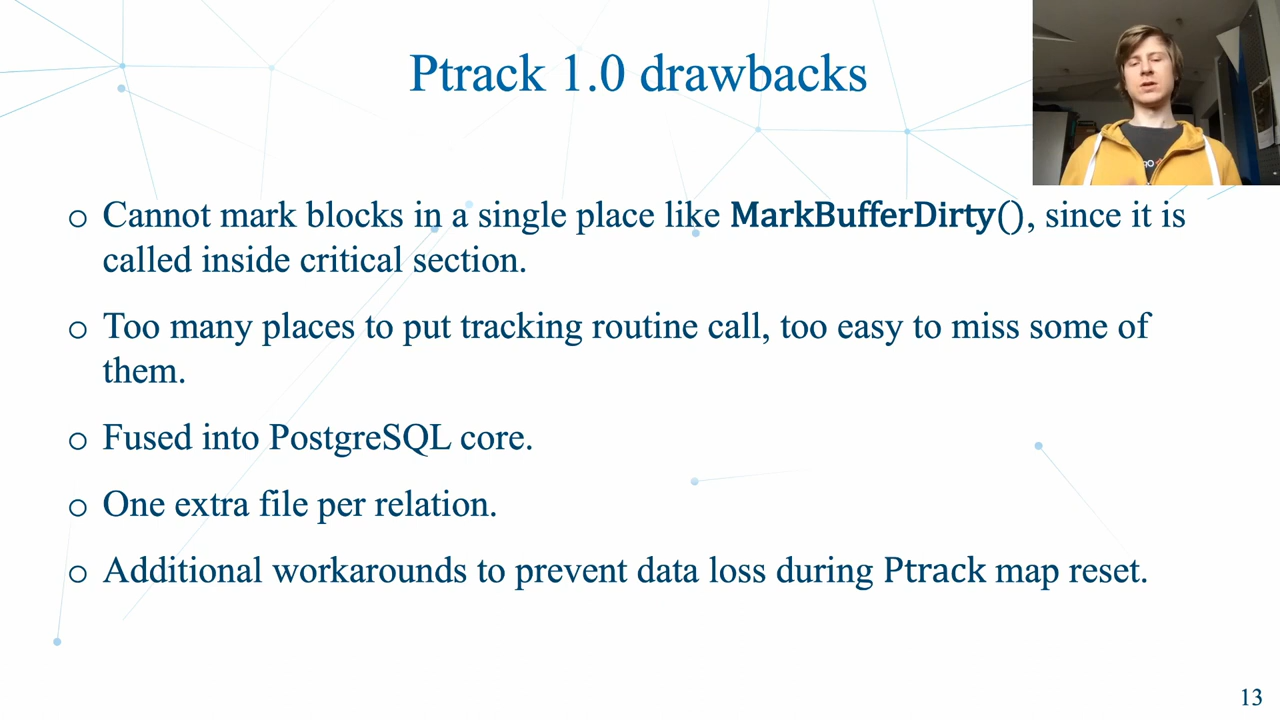 Ptrack 1.0 drawbacks
○ Cannot mark blocks in a single place like MarkBufferDirty(), since it is
called inside critical section.
○ Too many places to put tracking routine call, too easy to miss some of
them.
○ Fused into PostgreSQL core.
○ One extra file per relation.
○ Additional workarounds to prevent data loss during Ptrack map reset.
13